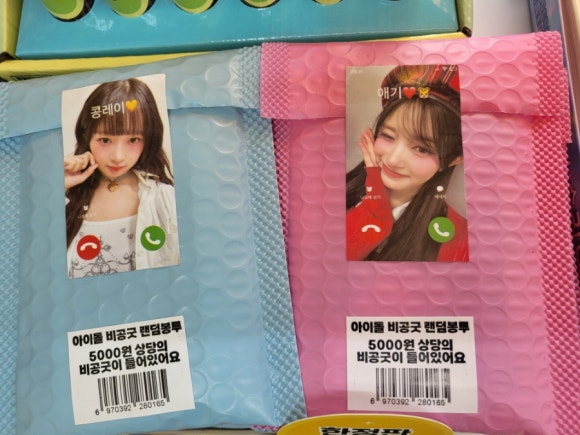 콩레이🧡
애기🧡🐯
아이돌 비공굿 랜덤봉투
5000원 상당의
비공굿이 들어있어요
6 970392 280165
아이돌 비공굿 랜덤봉투
5000원 상당의
비공굿이 들어있어요
6 970392 280165